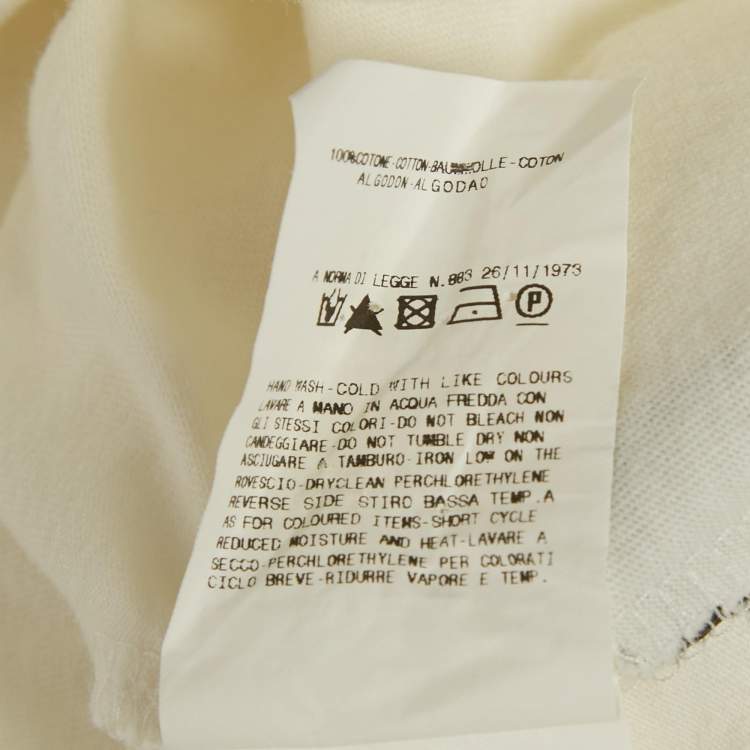 100%COTONE-COTTON-BAUMWOLLE-COTON
ALGODON-ALGODAO
A NORMA DI LEGGE N.883 26/11/1973
P
HAND WASH-COLD WITH LIKE COLOURS
LAVARE A MANO IN ACQUA FREDDA CON
GLI STESSI COLORI-DO NOT BLEACH NON
CANDEGGIARE-DO NOT TUMBLE DRY NON
ASCIUGARE A TAMBURO-IRON LOW ON THE
ROVESCIO-DRYCLEAN PERCHLORETHYLENE
REVERSE SIDE STIRO BASSA TEMP.A
AS FOR COLOURED ITEMS-SHORT CYCLE
REDUCED MOISTURE AND HEAT-LAVARE A
SECCO-PERCHLORETHYLENE PER COLORATI
CICLO BREVE-RIDURRE VAPORE E TEMP.